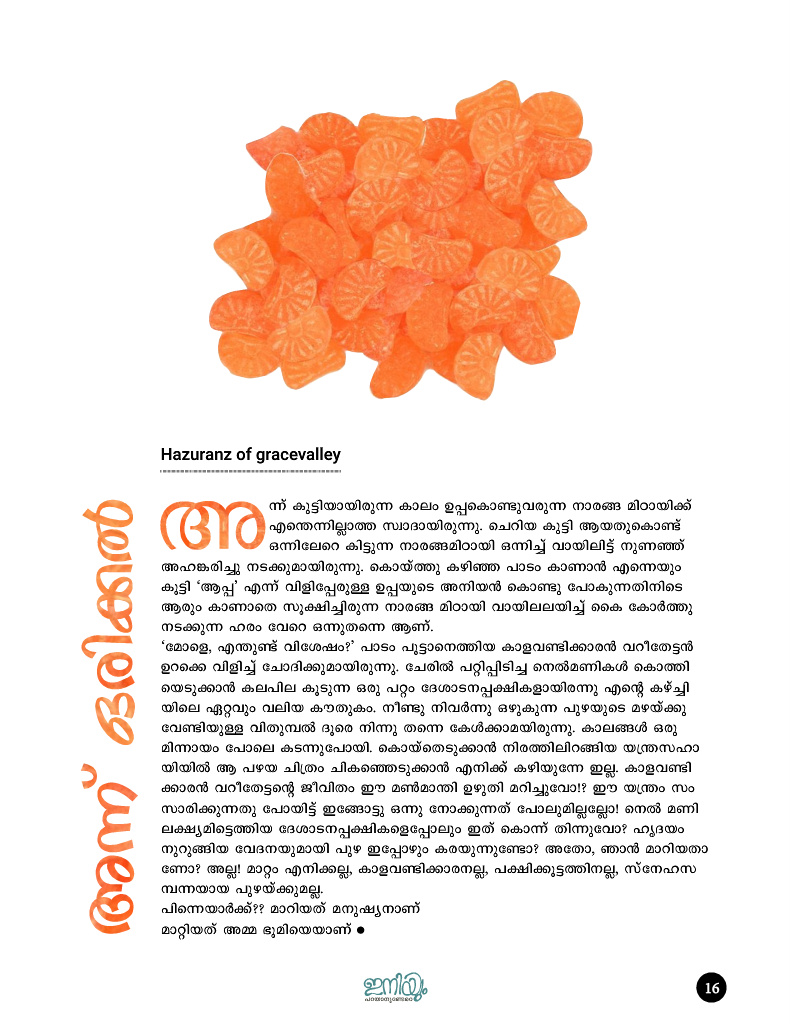 Hazuranz of gracevalley
അന്ന് ഒരിക്കൽ
അന്ന് കുട്ടിയായിരുന്ന കാലം ഉപ്പകൊണ്ടുവരുന്ന നാരങ്ങ മിഠായിക്ക്
എന്തെന്നില്ലാത്ത സ്വാദായിരുന്നു. ചെറിയ കുട്ടി ആയതുകൊണ്ട്
ഒന്നിലേറെ കിട്ടുന്ന നാരങ്ങമിഠായി ഒന്നിച്ച് വായിലിട്ട് നുണഞ്ഞ്
അഹങ്കരിച്ചു നടക്കുമായിരുന്നു. കൊയ്ത്തു കഴിഞ്ഞ പാടം കാണാൻ എന്നെയും
കൂട്ടി ‘ആപ്പ’ എന്ന് വിളിപ്പേരുള്ള ഉപ്പയുടെ അനിയൻ കൊണ്ടു പോകുന്നതിനിടെ
ആരും കാണാതെ സൂക്ഷിച്ചിരുന്ന നാരങ്ങ മിഠായി വായിലലയിച്ച് കൈ കോർത്തു
നടക്കുന്ന ഹരം വേറെ ഒന്നുതന്നെ ആണ്.
‘മോളെ, എന്തുണ്ട് വിശേഷം?’ പാടം പൂട്ടാനെത്തിയ കാളവണ്ടിക്കാരൻ വറീതേട്ടൻ
ഉറക്കെ വിളിച്ച് ചോദിക്കുമായിരുന്നു. ചേരിൽ പറ്റിപ്പിടിച്ച നെൽമണികൾ കൊത്തി
യെടുക്കാൻ കലപില കൂടുന്ന ഒരു പറ്റം ദേശാടനപ്പക്ഷികളായിരന്നു എന്റെ കഴ്ച്ചി
യിലെ ഏറ്റവും വലിയ കൗതുകം. നീണ്ടു നിവർന്നു ഒഴുകുന്ന പുഴയുടെ മഴയ്ക്കു
വേണ്ടിയുള്ള വിതുമ്പൽ ദൂരെ നിന്നു തന്നെ കേൾക്കാമയിരുന്നു. കാലങ്ങൾ ഒരു
മിന്നായം പോലെ കടന്നുപോയി. കൊയ്തെടുക്കാൻ നിരത്തിലിറങ്ങിയ യന്ത്രസഹാ
യിയിൽ ആ പഴയ ചിത്രം ചികഞ്ഞെടുക്കാൻ എനിക്ക് കഴിയുന്നേ ഇല്ല. കാളവണ്ടി
ക്കാരൻ വറീതേട്ടന്റെ ജീവിതം ഈ മൺമാന്തി ഉഴുതി മറിച്ചുവോ!? ഈ യന്ത്രം സം
സാരിക്കുന്നതു പോയിട്ട് ഇങ്ങോട്ടു ഒന്നു നോക്കുന്നത് പോലുമില്ലല്ലോ! നെൽ മണി
ലക്ഷ്യമിട്ടെത്തിയ ദേശാടനപ്പക്ഷികളെപ്പോലും ഇത് കൊന്ന് തിന്നുവോ? ഹൃദയം
നുറുങ്ങിയ വേദനയുമായി പുഴ ഇപ്പോഴും കരയുന്നുണ്ടോ? അതോ, ഞാൻ മാറിയതാ
ണോ? അല്ല! മാറ്റം എനിക്കല്ല, കാളവണ്ടിക്കാരനല്ല, പക്ഷിക്കൂട്ടത്തിനല്ല, സ്നേഹസ
മ്പന്നയായ പുഴയ്ക്കുമല്ല.
പിന്നെയാർക്ക്?? മാറിയത് മനുഷ്യനാണ്
മാറ്റിയത് അമ്മ ഭൂമിയെയാണ് ●
ഇനിയും
പറയാനുണ്ടേറെ
16